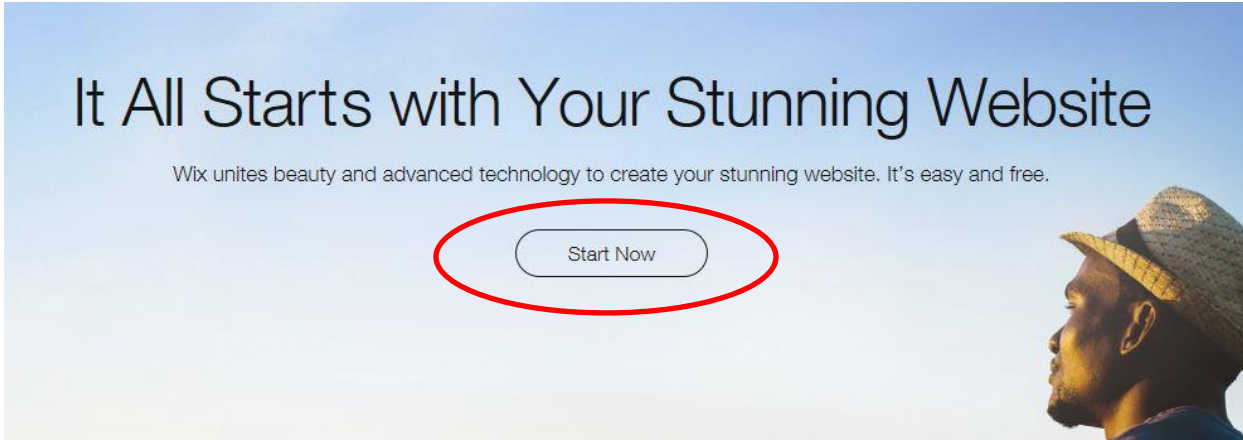 It All Starts with Your Stunning Website
Wix unites beauty and advanced technology to create your stunning website. It's easy and free.
Start Now